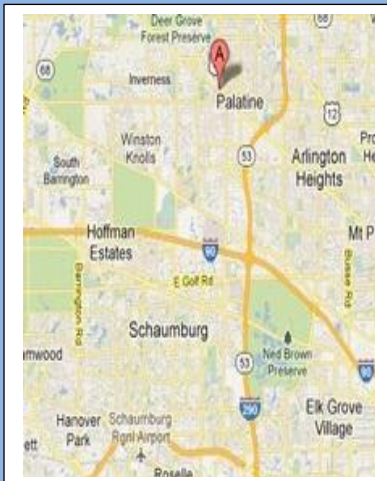 Deer Grove
Forest Preserve
68
53
68
A
Inverness
Palatine
12
Winston
Knolls
53
Arlington
Heights
South
Barrington
Hoffman
Estates
90
Mt P
Barrington Rd
E Golf Rd
Busse Rd
Schaumburg
Ned Brown
Preserve
53
90
290
Elk Grove
Village
Hanover
Park
Schaumburg
Rgnl Airport
Roselle